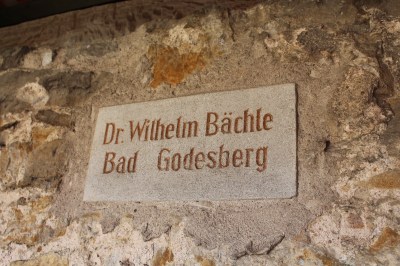 Dr. Wilhelm Bächle
Bad Godesberg